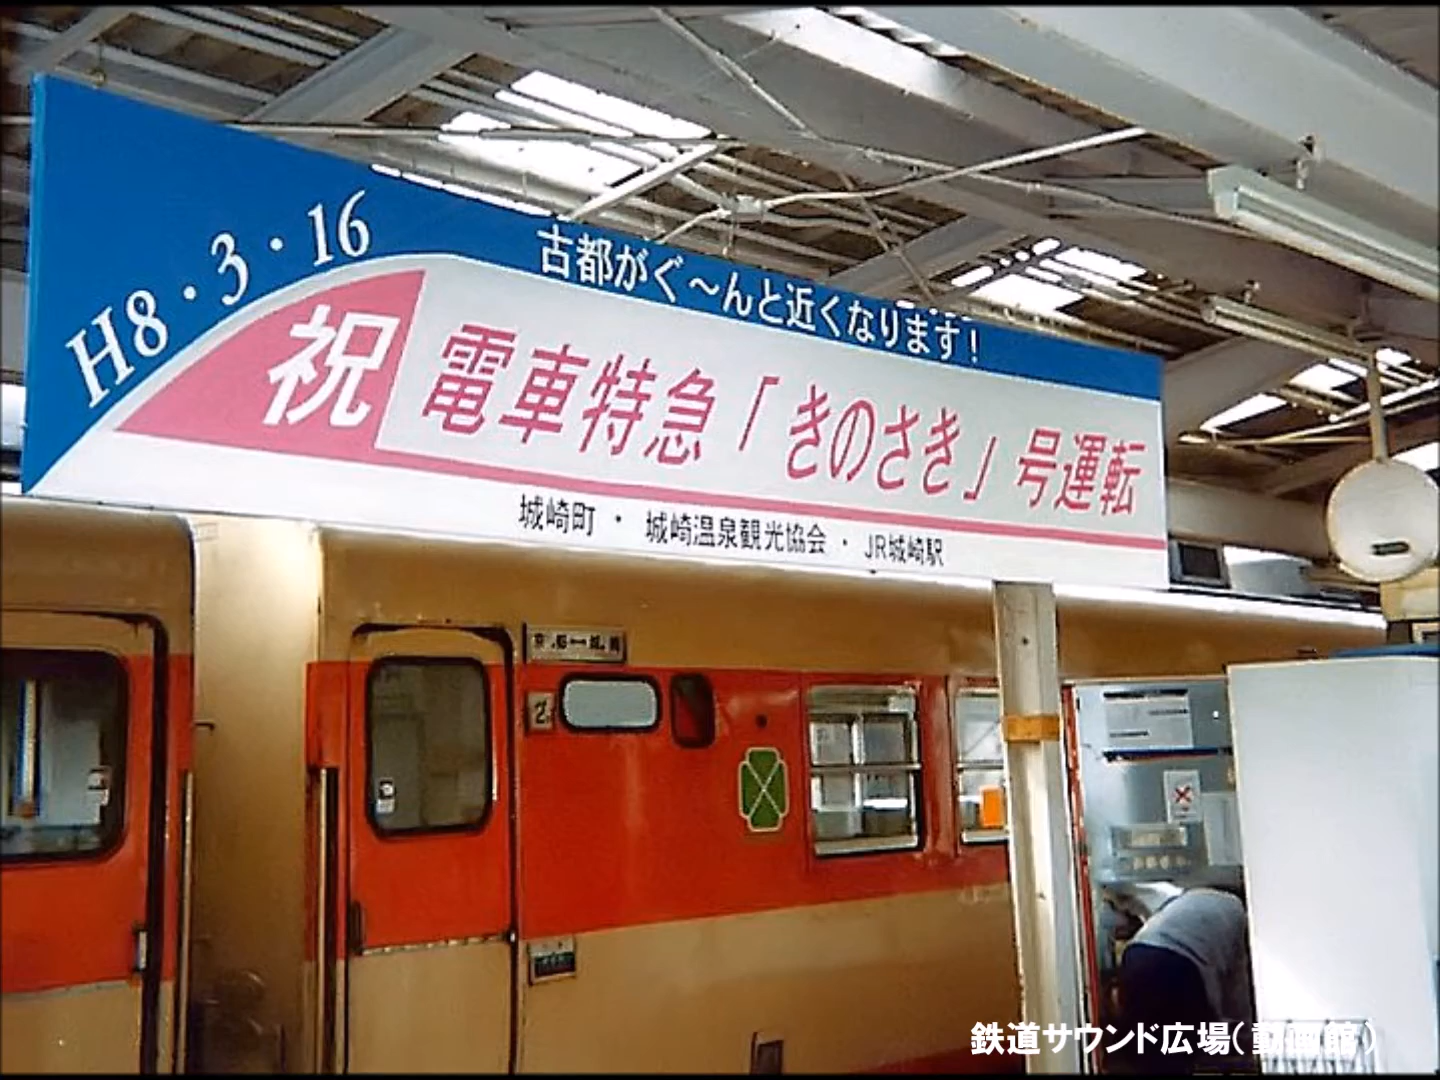 H8・3・16
古都がぐ～んと近くなります!
祝
電車特急「きのさき」号運転
城崎町 ・ 城崎温泉観光協会 ・ JR城崎駅
2
鉄道サウンド広場(動画館)